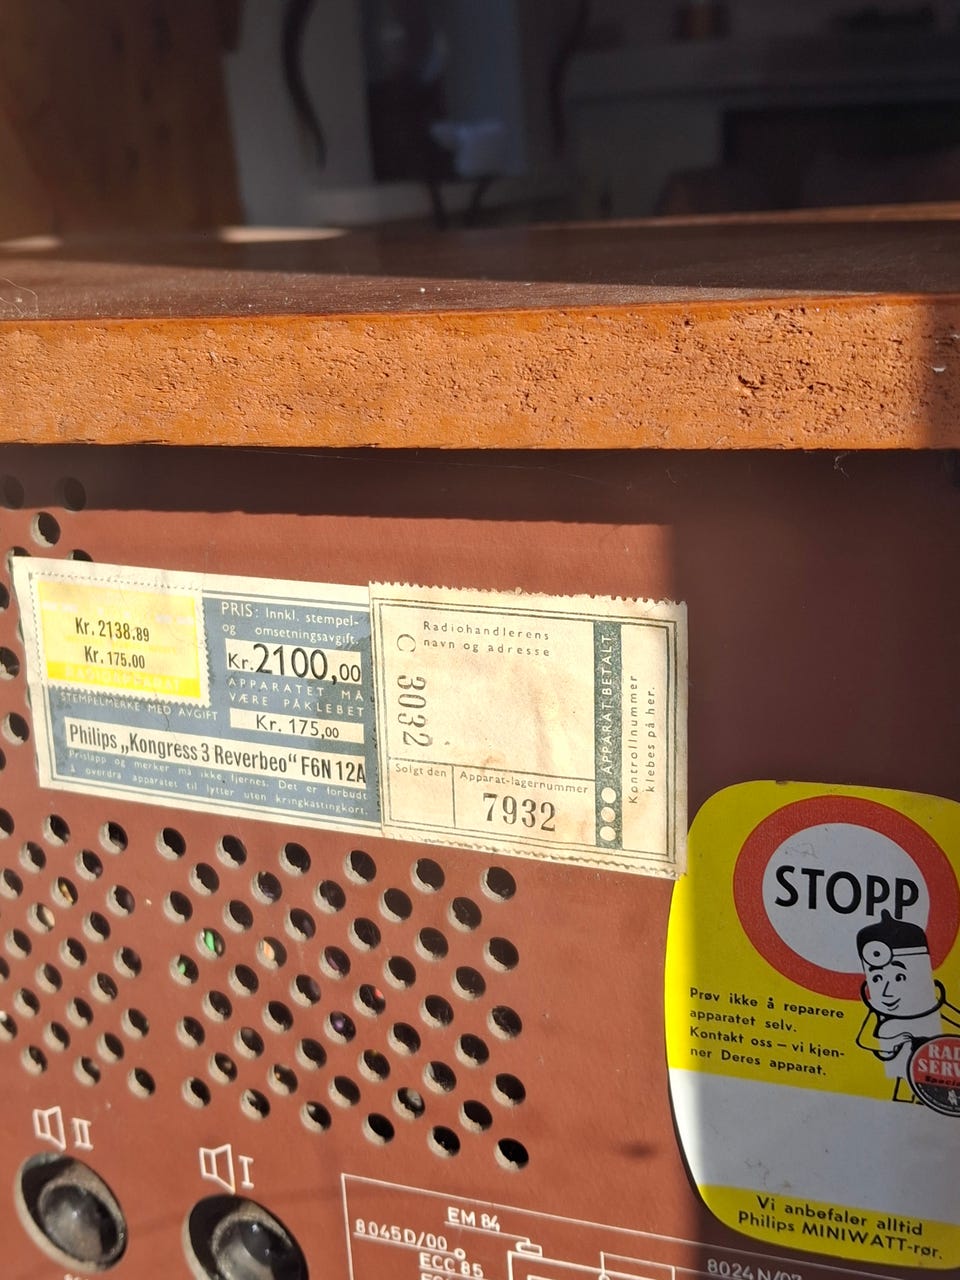 Kr. 2138.89
Kr. 175.00
RADIOAPPARAT
STEMPELMERKE MED AVGIFT
PRIS: Innkl. stempel-
og omsetningsavgift.
Kr. 2100,00
APPARATET MÅ
VÆRE PÅKLEBET
Kr. 175,00
Philips „Kongress 3 Reverbeo“ F6N 12A
Prislapp og merker må ikke fjernes. Det er forbudt
å overdra apparatet til lytter uten kringkastingkort.
Radiohandlerens
navn og adresse
C 3032
Solgt den
Apparat-lagernummer
7932
APPARAT BETALT
Kontrollnummer
klebes på her.
STOPP
Prøv ikke å reparere
apparatet selv.
Kontakt oss – vi kjen-
ner Deres apparat.
Vi anbefaler alltid
Philips MINIWATT-rør.
II
I
EM 84
8045D/00
ECC 85